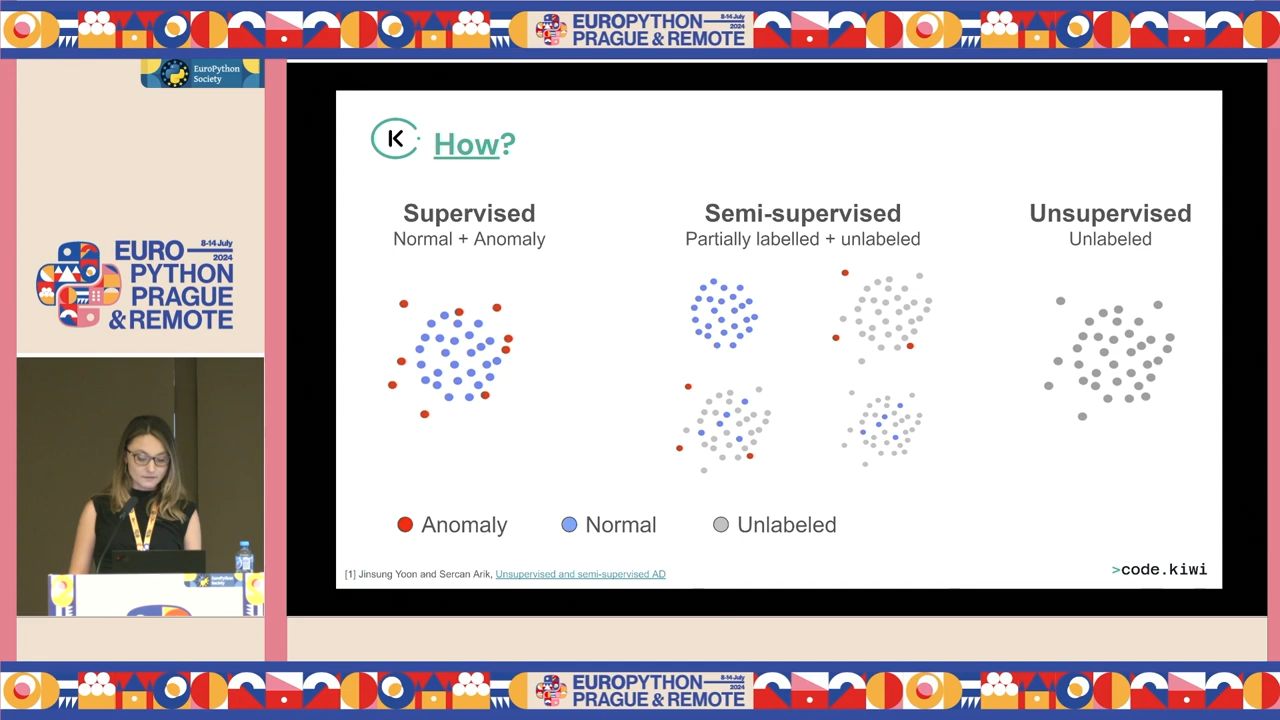 EUROPYTHON
8-14 July
2024
PRAGUE & REMOTE
EuroPython
Society
EURO
8-14 July
2024
PYTHON
PRAGUE
& REMOTE
K
How?
Supervised
Normal + Anomaly
Semi-supervised
Partially labelled + unlabeled
Unsupervised
Unlabeled
Anomaly
Normal
Unlabeled
[1] Jinsung Yoon and Sercan Arik, Unsupervised and semi-supervised AD
>code.kiwi
EuroPython
Society
EUROPYTHON
8-14 July
2024
PRAGUE & REMOTE